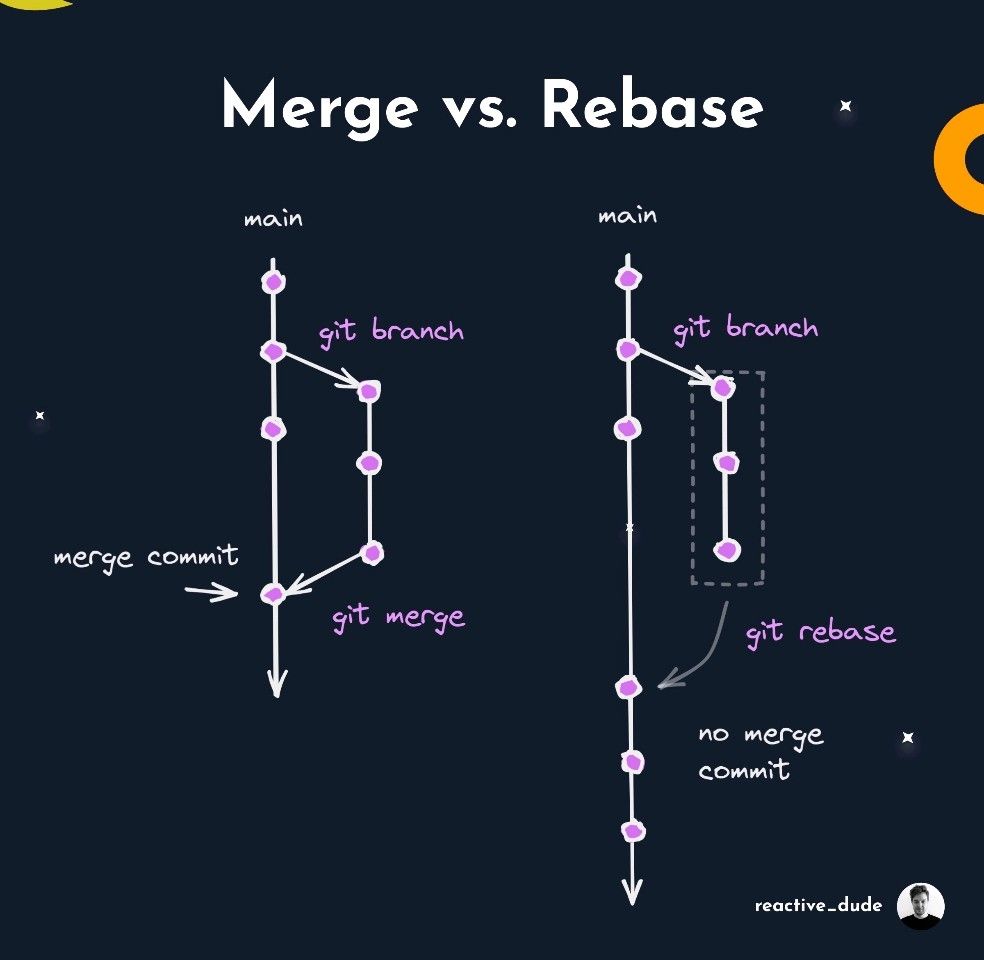 Merge vs. Rebase
main
git branch
merge commit
git merge
main
git branch
git rebase
no merge
commit
reactive_dude